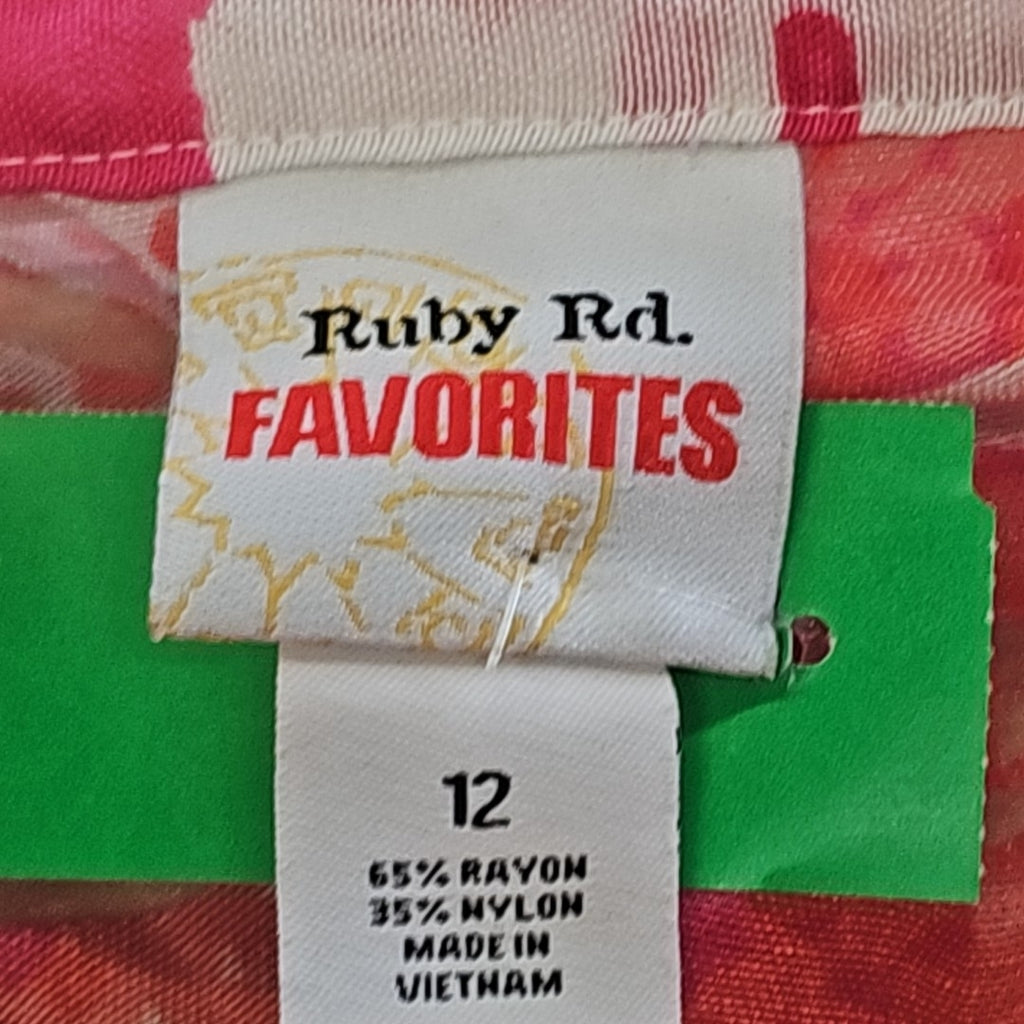 Ruby Rd.
FAVORITES
12
65% RAYON
35% NYLON
MADE IN
VIETNAM